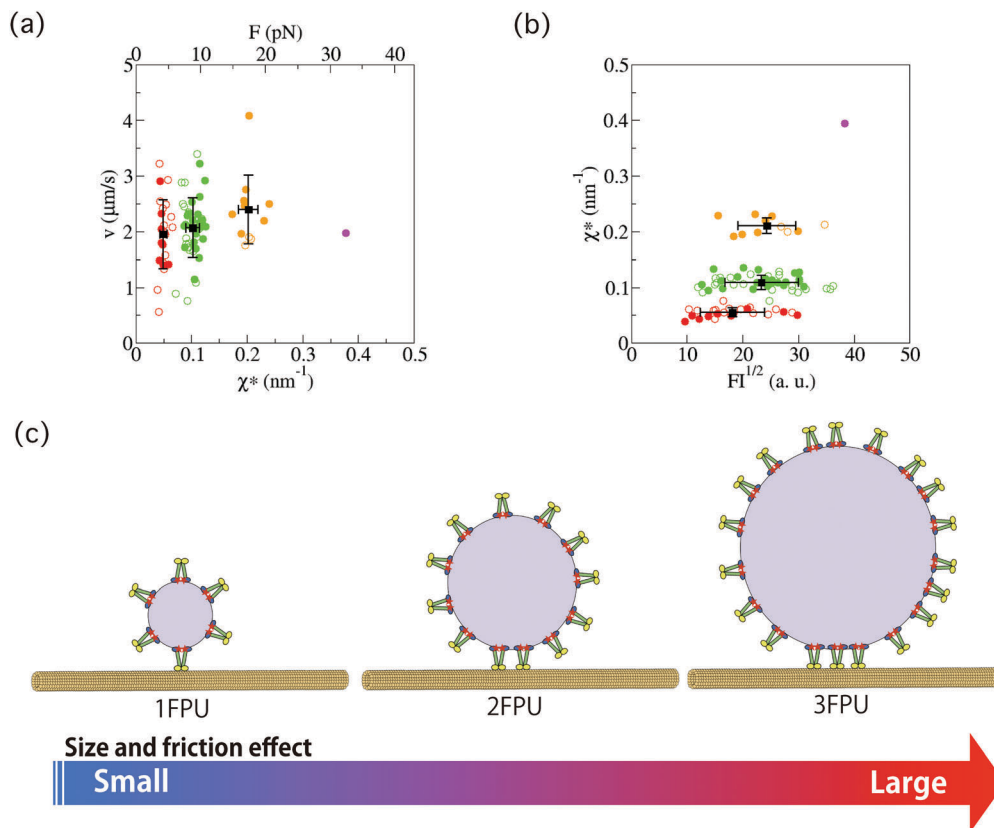 (a)
F (pN)
0 10 20 30 40
5
4
3
2
1
0
v (μm/s)
0 0.1 0.2 0.3 0.4 0.5
χ* (nm⁻¹)
(b)
0.5
0.4
0.3
0.2
0.1
0
χ* (nm⁻¹)
0 10 20 30 40 50
FI^1/2 (a. u.)
(c)
1FPU 2FPU 3FPU
Size and friction effect
Small Large